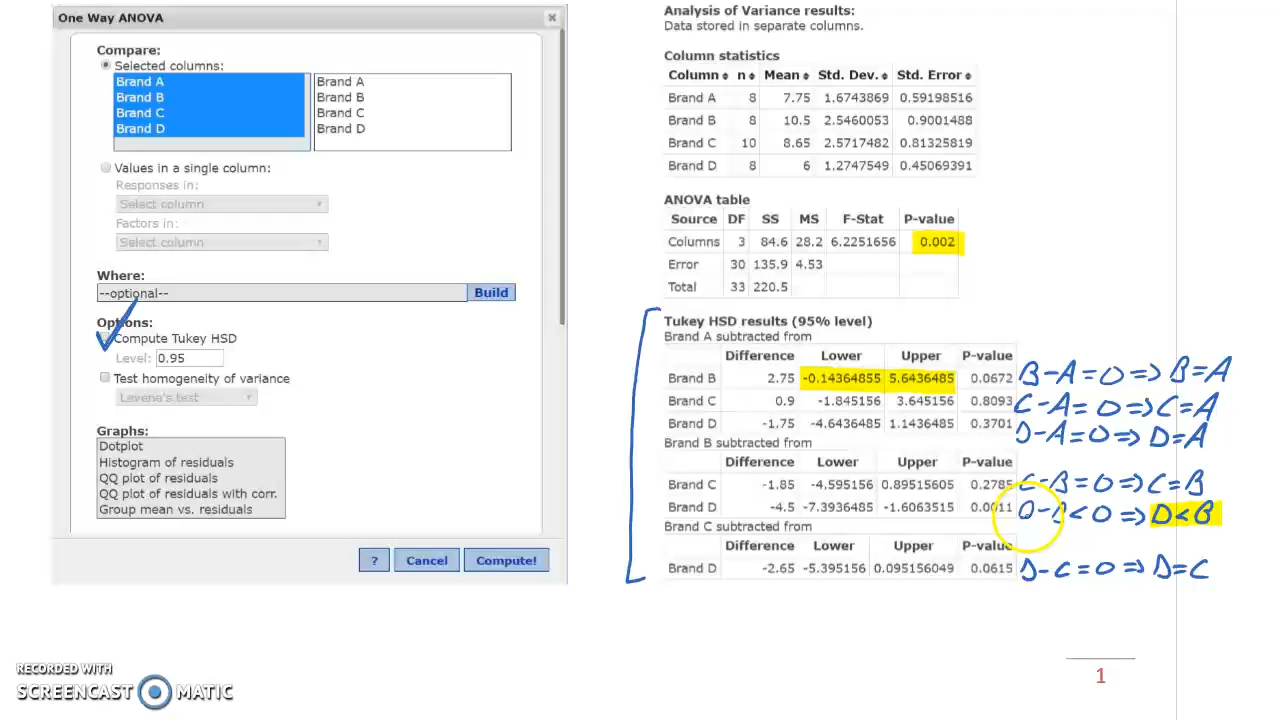 One Way ANOVA
Compare:
Selected columns:
Brand A
Brand B
Brand C
Brand D
Brand A
Brand B
Brand C
Brand D
Values in a single column:
Responses in:
Select column
Factors in:
Select column
Where:
--optional--
Build
Options:
Compute Tukey HSD
Level: 0.95
Test homogeneity of variance
Levene's test
Graphs:
Dotplot
Histogram of residuals
QQ plot of residuals
QQ plot of residuals with corr.
Group mean vs. residuals
? Cancel Compute!
Analysis of Variance results:
Data stored in separate columns.
Column statistics
Column n Mean Std. Dev. Std. Error
Brand A 8 7.75 1.6743869 0.59198516
Brand B 8 10.5 2.5460053 0.9001488
Brand C 10 8.65 2.5717482 0.81325819
Brand D 8 6 1.2747549 0.45069391
ANOVA table
Source DF SS MS F-Stat P-value
Columns 3 84.6 28.2 6.2251656 0.002
Error 30 135.9 4.53
Total 33 220.5
Tukey HSD results (95% level)
Brand A subtracted from
Difference Lower Upper P-value
Brand B 2.75 -0.14364855 5.6436485 0.0672 B-A=0⇒B=A
Brand C 0.9 -1.845156 3.645156 0.8093 C-A=0⇒C=A
Brand D -1.75 -4.6436485 1.1436485 0.3701 D-A=0⇒D=A
Brand B subtracted from
Difference Lower Upper P-value
Brand C -1.85 -4.595156 0.89515605 0.2785 C-B=0⇒C=B
Brand D -4.5 -7.3936485 -1.6063515 0.0011 D-B<0⇒D<B
Brand C subtracted from
Difference Lower Upper P-value
Brand D -2.65 -5.395156 0.095156049 0.0615 D-C=0⇒D=C
RECORDED WITH
SCREENCAST MATIC
1